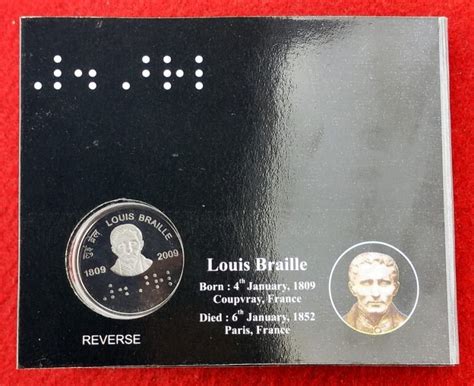 लुई ब्रेल LOUIS BRAILLE
1809 2009
REVERSE
Louis Braille
Born : 4th January, 1809
Coupvray, France
Died : 6th January, 1852
Paris, France